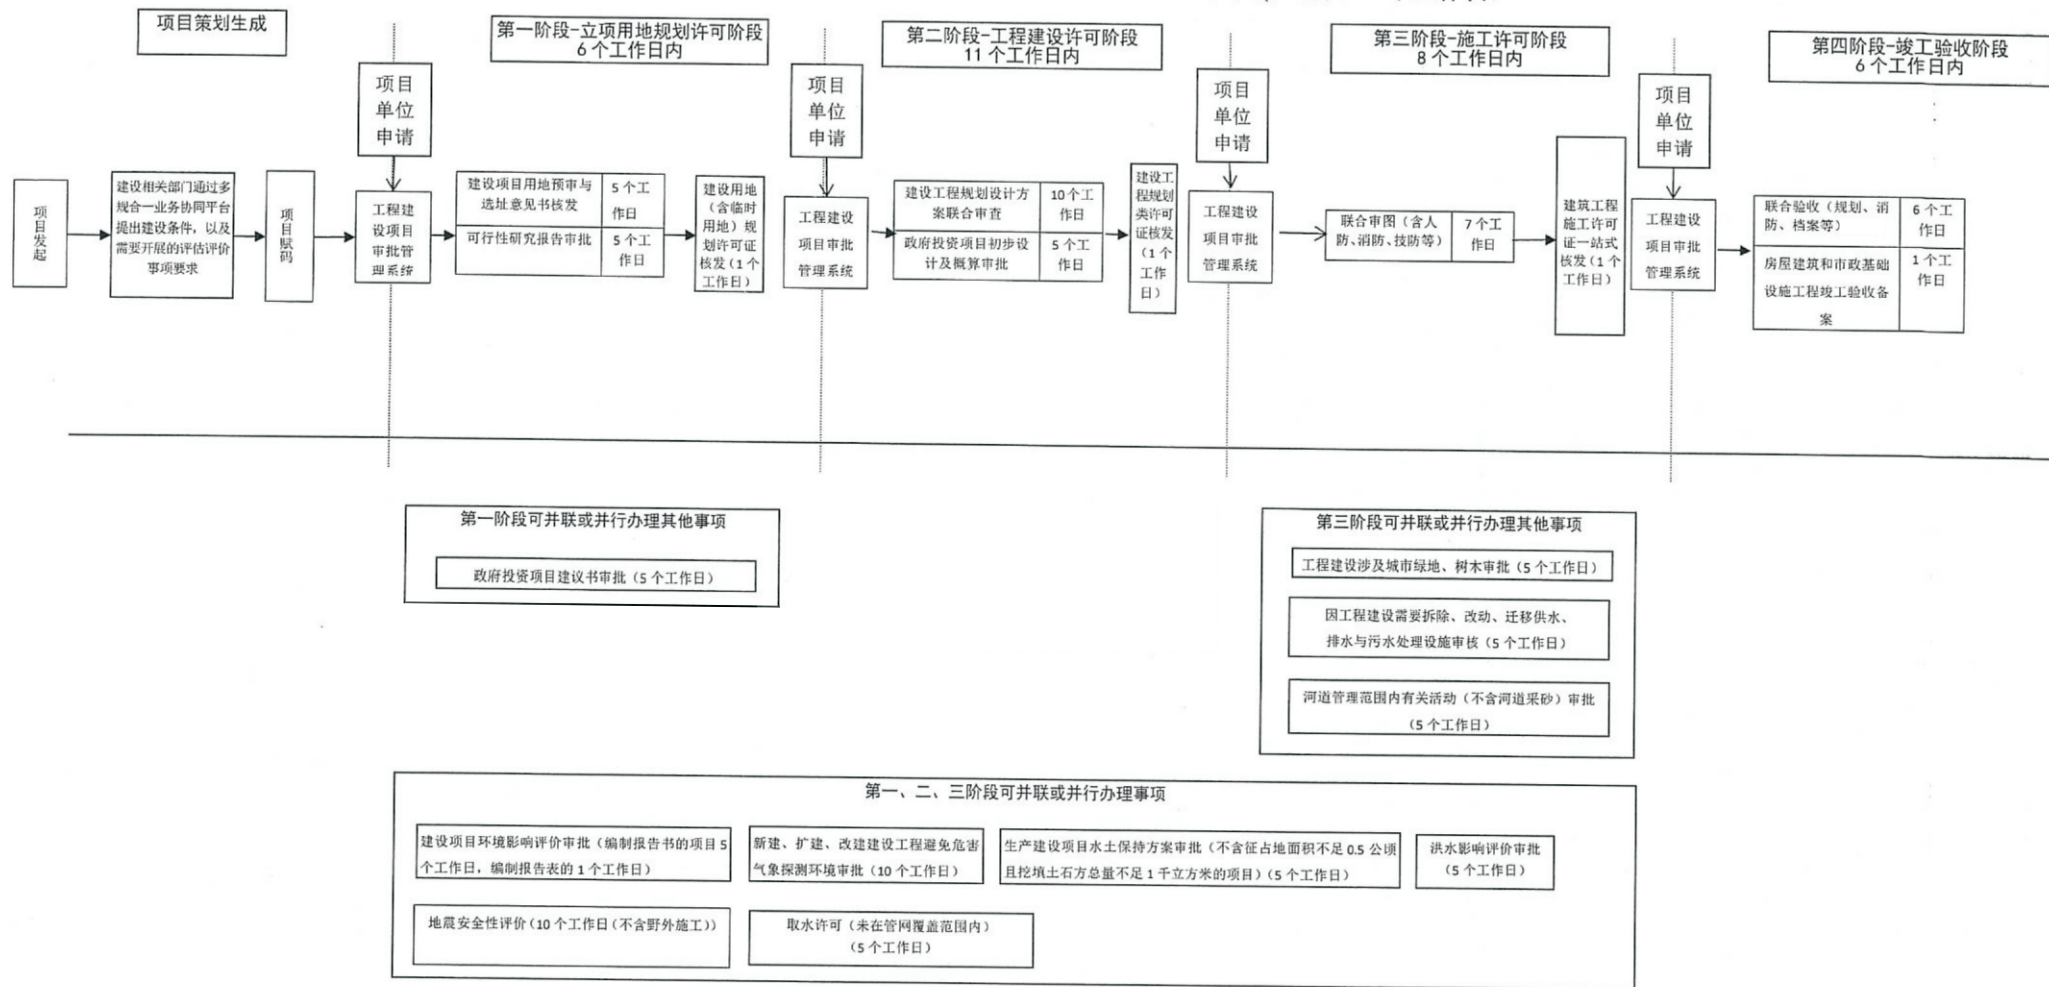 项目策划生成
第一阶段-立项用地规划许可阶段
6个工作日内
第二阶段-工程建设许可阶段
11个工作日内
第三阶段-施工许可阶段
8个工作日内
第四阶段-竣工验收阶段
6个工作日内
项目
单位
申请
项目
单位
申请
项目
单位
申请
项目
单位
申请
项目发起
建设相关部门通过多
规合一业务协同平台
提出建设条件，以及
需要开展的评估评价
事项要求
项目赋码
工程建
设项目
审批管
理系统
建设项目用地预审与
选址意见书核发
5个工
作日
可行性研究报告审批
5个工
作日
建设用地
（含临时
用地）规
划许可证
核发（1个
工作日）
工程建设
项目审批
管理系统
建设工程规划设计方
案联合审查
10个工
作日
政府投资项目初步设
计及概算审批
5个工
作日
建设工
程规划
类许可
证核发
（1个
工作
日）
工程建设
项目审批
管理系统
联合审图（含人
防、消防、技防等）
7个工
作日
建筑工程
施工许可
证一站式
核发（1个
工作日）
工程建设
项目审批
管理系统
联合验收（规划、消
防、档案等）
6个工
作日
房屋建筑和市政基础
设施工程竣工验收备
案
1个工
作日
第一阶段可并联或并行办理其他事项
政府投资项目建议书审批（5个工作日）
第三阶段可并联或并行办理其他事项
工程建设涉及城市绿地、树木审批（5个工作日）
因工程建设需要拆除、改动、迁移供水、
排水与污水处理设施审核（5个工作日）
河道管理范围内有关活动（不含河道采砂）审批
（5个工作日）
第一、二、三阶段可并联或并行办理事项
建设项目环境影响评价审批（编制报告书的项目5
个工作日，编制报告表的1个工作日）
新建、扩建、改建建设工程避免危害
气象探测环境审批（10个工作日）
生产建设项目水土保持方案审批（不含征占地面积不足0.5公顷
且挖填土石方总量不足1千立方米的项目）（5个工作日）
洪水影响评价审批
（5个工作日）
地震安全性评价（10个工作日（不含野外施工））
取水许可（未在管网覆盖范围内）
（5个工作日）